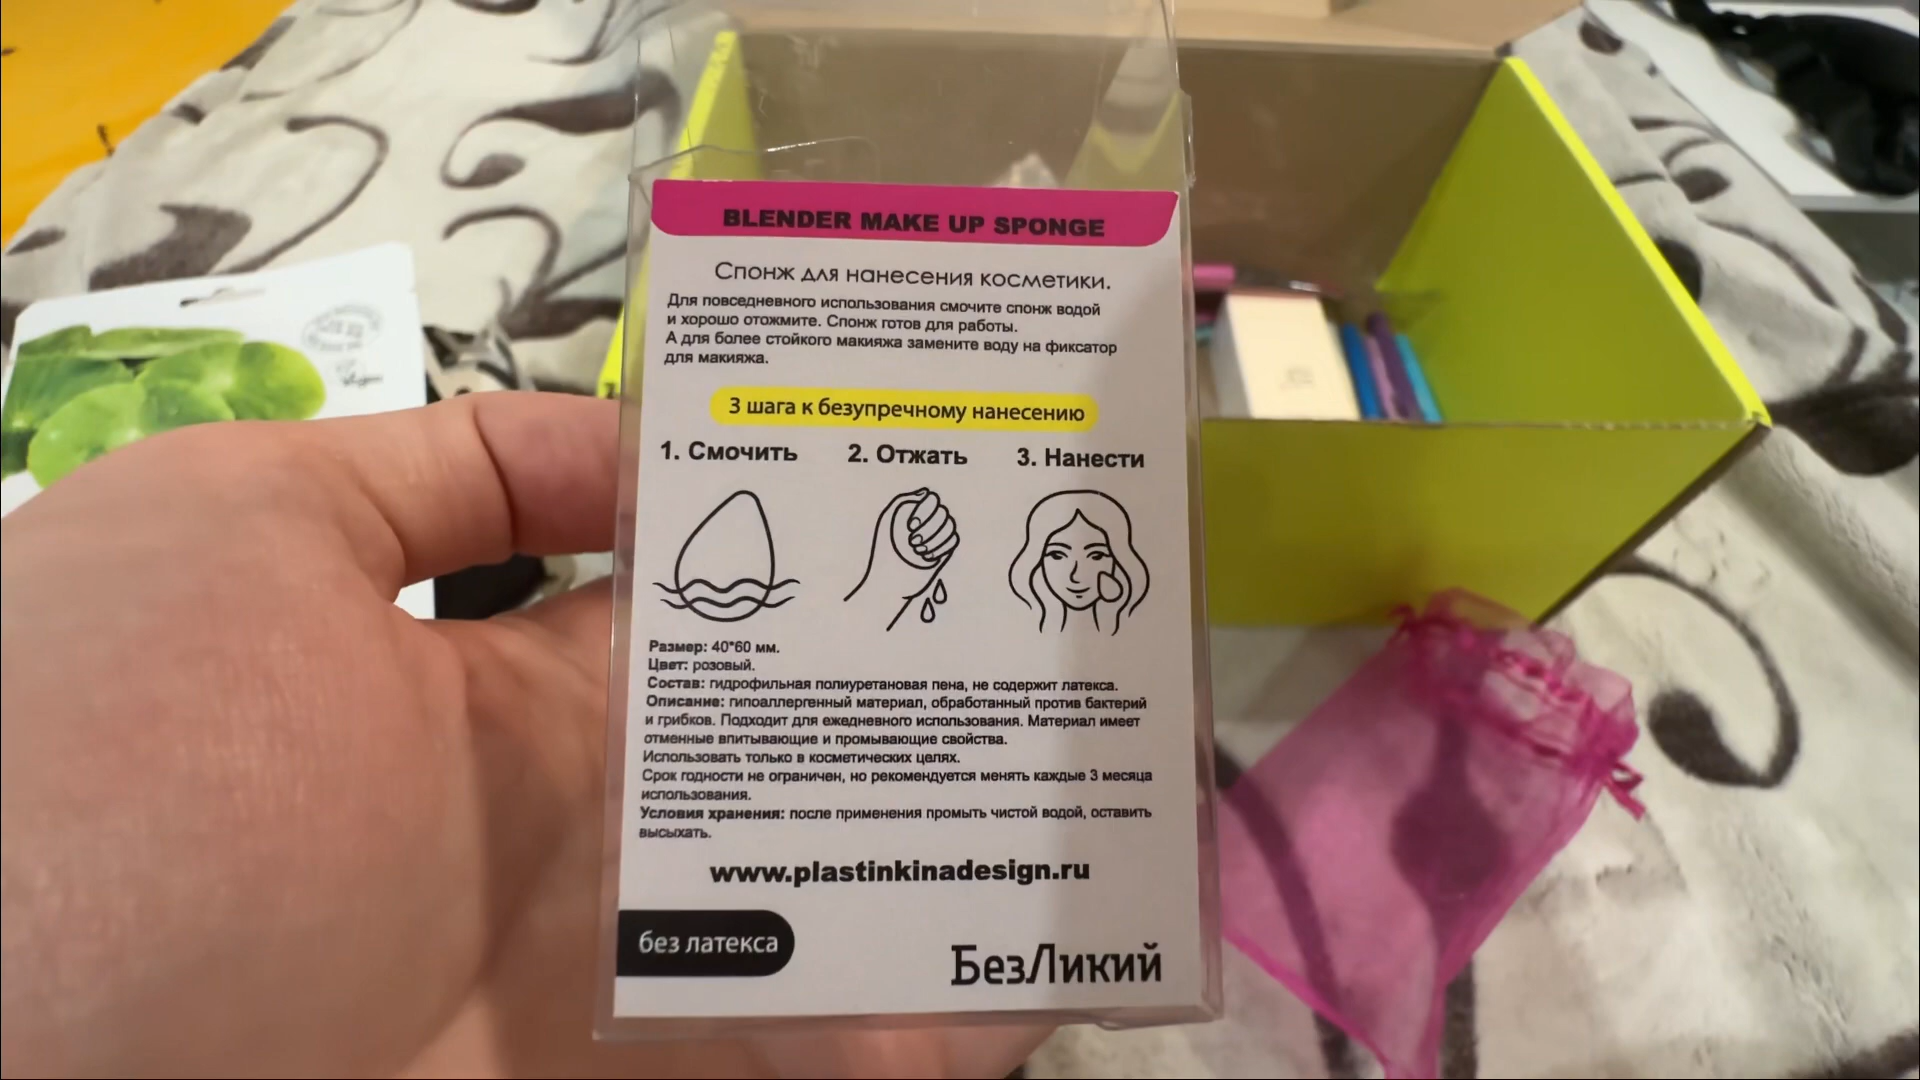 BLENDER MAKE UP SPONGE
Спонж для нанесения косметики.
Для повседневного использования смочите спонж водой
и хорошо отожмите. Спонж готов для работы.
А для более стойкого макияжа замените воду на фиксатор
для макияжа.
3 шага к безупречному нанесению
1. Смочить 2. Отжать 3. Нанести
Размер: 40*60 мм.
Цвет: розовый.
Состав: гидрофильная полиуретановая пена, не содержит латекса.
Описание: гипоаллергенный материал, обработанный против бактерий
и грибков. Подходит для ежедневного использования. Материал имеет
отменные впитывающие и промывающие свойства.
Использовать только в косметических целях.
Срок годности не ограничен, но рекомендуется менять каждые 3 месяца
использования.
Условия хранения: после применения промыть чистой водой, оставить
высыхать.
www.plastinkinadesign.ru
без латекса
БезЛикий